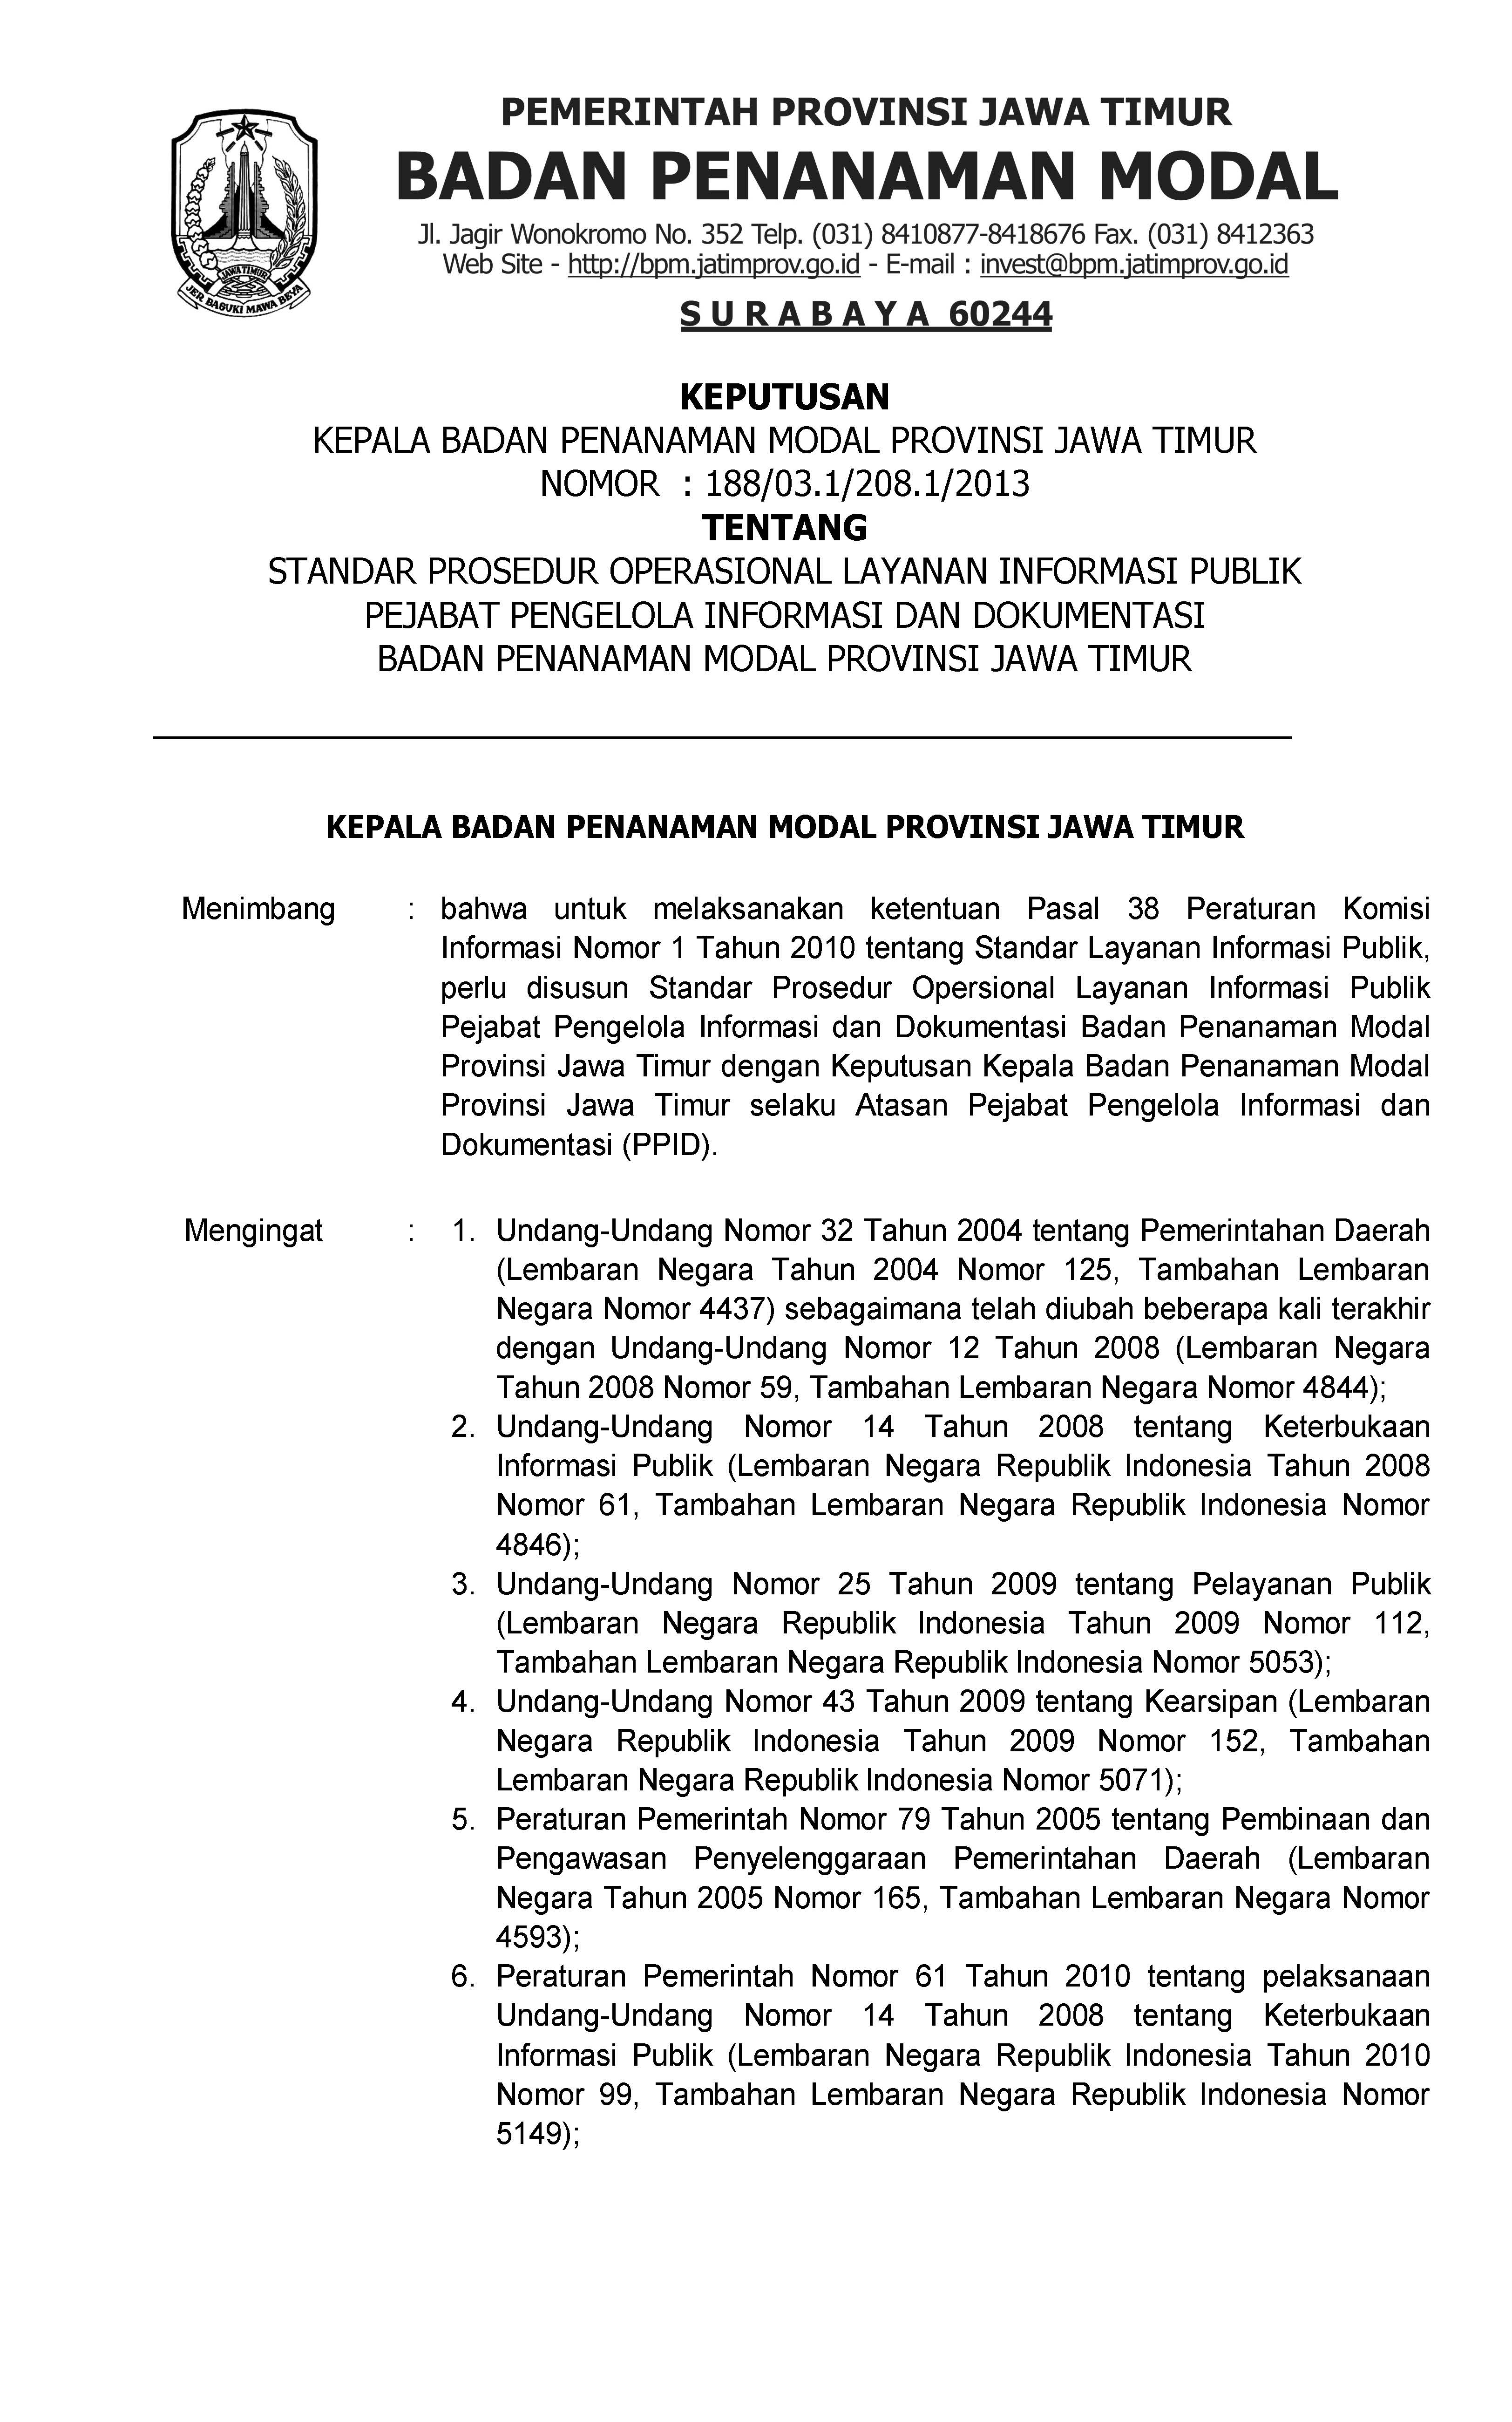 PEMERINTAH PROVINSI JAWA TIMUR
BADAN PENANAMAN MODAL
Jl. Jagir Wonokromo No. 352 Telp. (031) 8410877-8418676 Fax. (031) 8412363
Web Site - http://bpm.jatimprov.go.id - E-mail : invest@bpm.jatimprov.go.id
S U R A B A Y A 60244
JAWA TIMUR
JER BASUKI MAWA BEYA
KEPUTUSAN
KEPALA BADAN PENANAMAN MODAL PROVINSI JAWA TIMUR
NOMOR : 188/03.1/208.1/2013
TENTANG
STANDAR PROSEDUR OPERASIONAL LAYANAN INFORMASI PUBLIK
PEJABAT PENGELOLA INFORMASI DAN DOKUMENTASI
BADAN PENANAMAN MODAL PROVINSI JAWA TIMUR
KEPALA BADAN PENANAMAN MODAL PROVINSI JAWA TIMUR
Menimbang : bahwa untuk melaksanakan ketentuan Pasal 38 Peraturan Komisi
Informasi Nomor 1 Tahun 2010 tentang Standar Layanan Informasi Publik,
perlu disusun Standar Prosedur Opersional Layanan Informasi Publik
Pejabat Pengelola Informasi dan Dokumentasi Badan Penanaman Modal
Provinsi Jawa Timur dengan Keputusan Kepala Badan Penanaman Modal
Provinsi Jawa Timur selaku Atasan Pejabat Pengelola Informasi dan
Dokumentasi (PPID).
Mengingat : 1. Undang-Undang Nomor 32 Tahun 2004 tentang Pemerintahan Daerah
(Lembaran Negara Tahun 2004 Nomor 125, Tambahan Lembaran
Negara Nomor 4437) sebagaimana telah diubah beberapa kali terakhir
dengan Undang-Undang Nomor 12 Tahun 2008 (Lembaran Negara
Tahun 2008 Nomor 59, Tambahan Lembaran Negara Nomor 4844);
2. Undang-Undang Nomor 14 Tahun 2008 tentang Keterbukaan
Informasi Publik (Lembaran Negara Republik Indonesia Tahun 2008
Nomor 61, Tambahan Lembaran Negara Republik Indonesia Nomor
4846);
3. Undang-Undang Nomor 25 Tahun 2009 tentang Pelayanan Publik
(Lembaran Negara Republik Indonesia Tahun 2009 Nomor 112,
Tambahan Lembaran Negara Republik Indonesia Nomor 5053);
4. Undang-Undang Nomor 43 Tahun 2009 tentang Kearsipan (Lembaran
Negara Republik Indonesia Tahun 2009 Nomor 152, Tambahan
Lembaran Negara Republik Indonesia Nomor 5071);
5. Peraturan Pemerintah Nomor 79 Tahun 2005 tentang Pembinaan dan
Pengawasan Penyelenggaraan Pemerintahan Daerah (Lembaran
Negara Tahun 2005 Nomor 165, Tambahan Lembaran Negara Nomor
4593);
6. Peraturan Pemerintah Nomor 61 Tahun 2010 tentang pelaksanaan
Undang-Undang Nomor 14 Tahun 2008 tentang Keterbukaan
Informasi Publik (Lembaran Negara Republik Indonesia Tahun 2010
Nomor 99, Tambahan Lembaran Negara Republik Indonesia Nomor
5149);